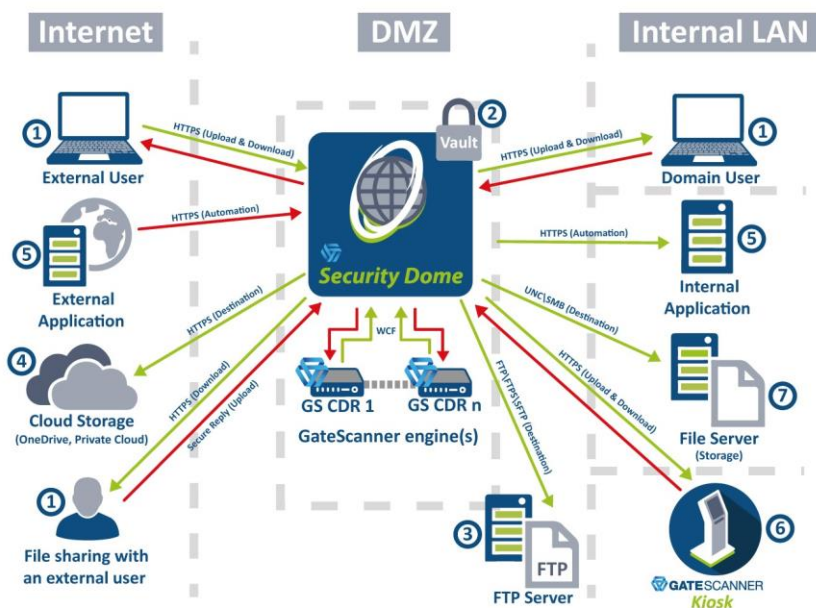 Internet
DMZ
Internal LAN
1
HTTPS (Upload & Download)
External User
2
Vault
HTTPS (Upload & Download)
1
Domain User
5
HTTPS (Automation)
External
Application
Security Dome
HTTPS (Automation)
5
Internal
Application
4
HTTPS (Destination)
Cloud Storage
(OneDrive, Private Cloud)
WCF
GS CDR 1
GS CDR n
GateScanner engine(s)
UNC\SMB (Destination)
7
File Server
(Storage)
HTTPS (Download)
Secure Reply (Upload)
1
File sharing with
an external user
FTP\FTPS\SFTP (Destination)
3
FTP
FTP Server
HTTPS (Upload & Download)
6
GATESCANNER
Kiosk